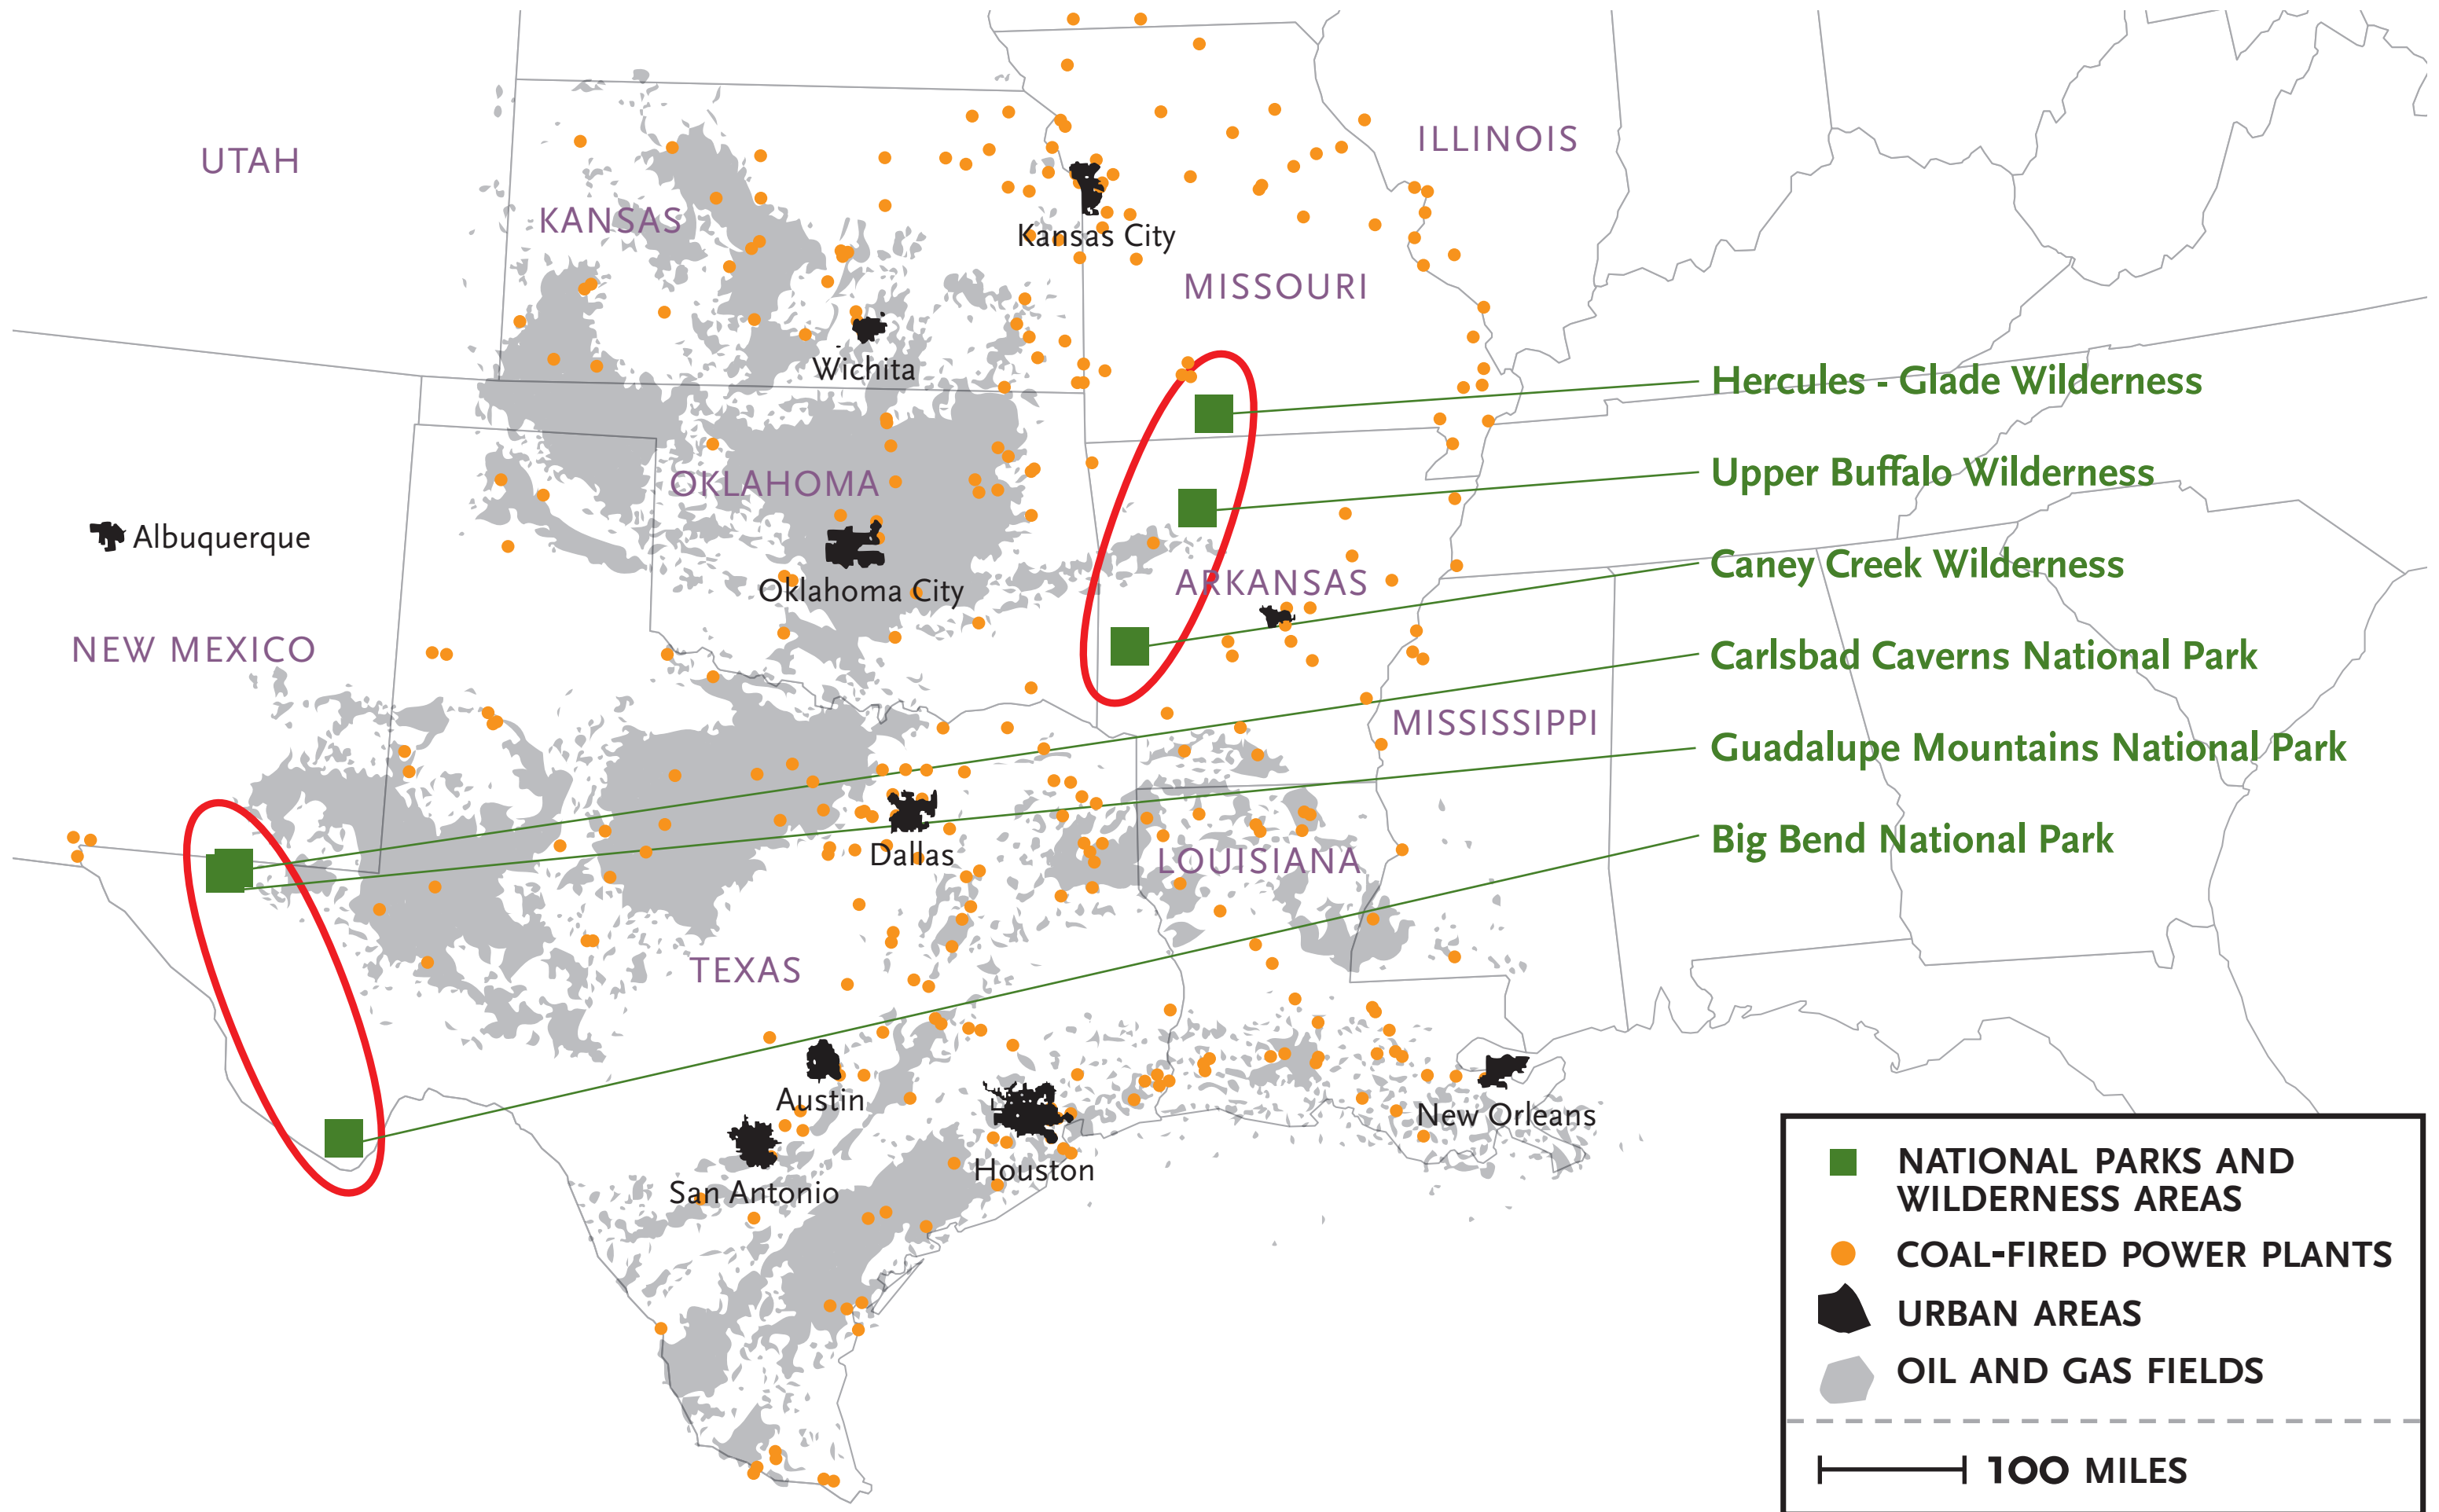 UTAH
ILLINOIS
KANSAS
Kansas City
MISSOURI
Wichita
Hercules - Glade Wilderness
OKLAHOMA
Upper Buffalo Wilderness
Albuquerque
Caney Creek Wilderness
ARKANSAS
Oklahoma City
NEW MEXICO
Carlsbad Caverns National Park
MISSISSIPPI
Guadalupe Mountains National Park
Big Bend National Park
Dallas
LOUISIANA
TEXAS
Austin
New Orleans
Houston
San Antonio
NATIONAL PARKS AND
WILDERNESS AREAS
COAL-FIRED POWER PLANTS
URBAN AREAS
OIL AND GAS FIELDS
100 MILES